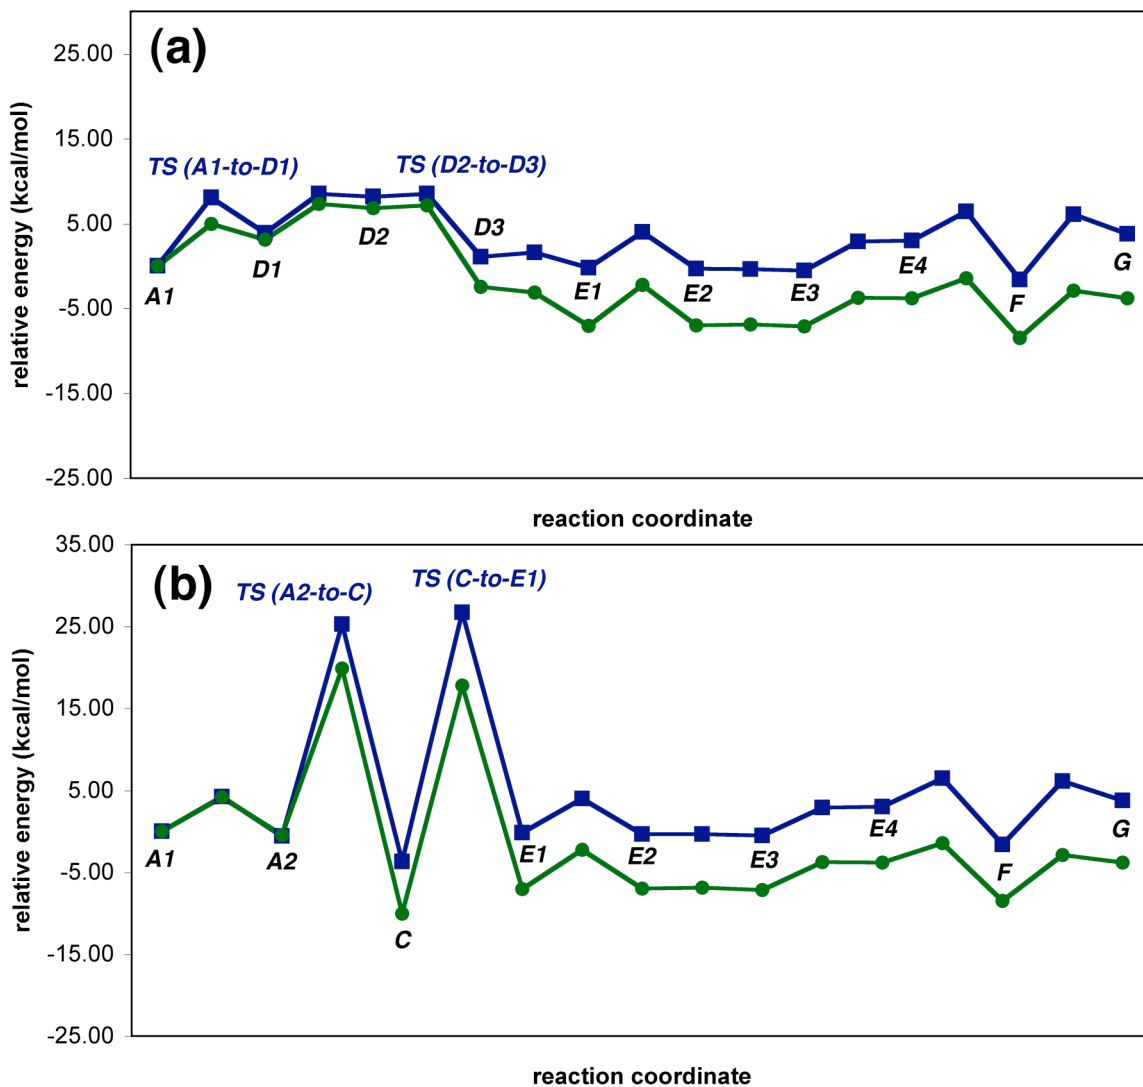 (a)
25.00
15.00
5.00
-5.00
-15.00
-25.00
relative energy (kcal/mol)
TS (A1-to-D1)
TS (D2-to-D3)
A1
D1
D2
D3
E1
E2
E3
E4
F
G
reaction coordinate
(b)
35.00
25.00
15.00
5.00
-5.00
-15.00
-25.00
relative energy (kcal/mol)
TS (A2-to-C)
TS (C-to-E1)
A1
A2
C
E1
E2
E3
E4
F
G
reaction coordinate